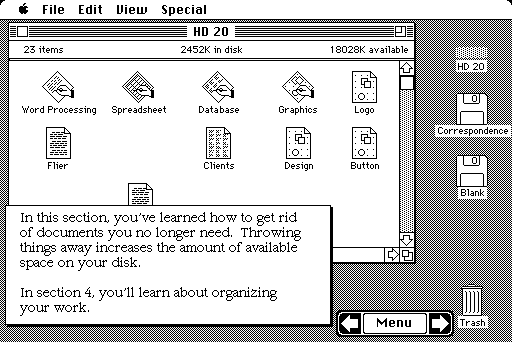 File Edit View Special
HD 20
23 items 2452K in disk 18028K available
HD 20
Word Processing Spreadsheet Database Graphics Logo
Correspondence
Flier Clients Design Button
Blank
In this section, you've learned how to get rid
of documents you no longer need. Throwing
things away increases the amount of available
space on your disk.
In section 4, you'll learn about organizing
your work.
Menu
Trash